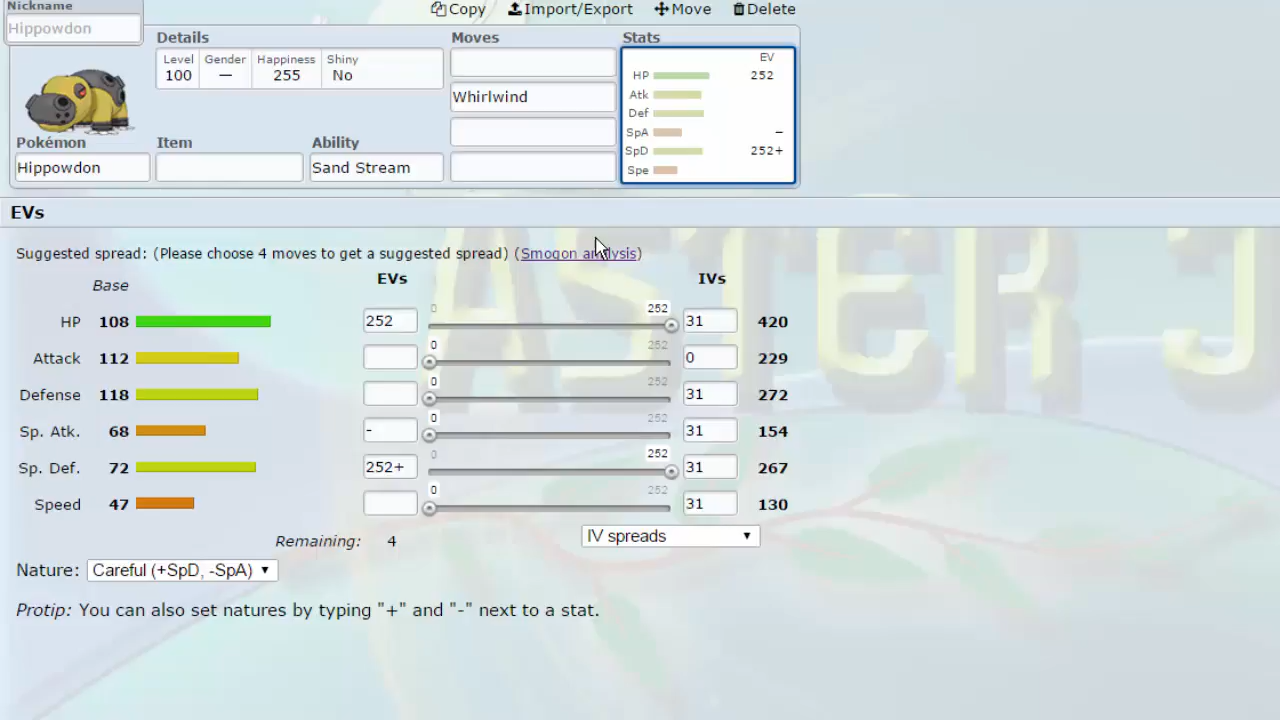 Nickname
Hippowdon
Copy Import/Export Move Delete
Details
Level Gender Happiness Shiny
100 — 255 No
Moves
Whirlwind
Stats
EV
HP 252
Atk
Def
SpA –
SpD 252+
Spe
Pokémon Item Ability
Hippowdon Sand Stream
EVs
Suggested spread: (Please choose 4 moves to get a suggested spread) (Smogon analysis)
Base EVs IVs
HP 108 252 0 252 31 420
Attack 112 0 252 0 229
Defense 118 0 252 31 272
Sp. Atk. 68 - 0 252 31 154
Sp. Def. 72 252+ 0 252 31 267
Speed 47 0 252 31 130
Remaining: 4 IV spreads
Nature: Careful (+SpD, -SpA)
Protip: You can also set natures by typing "+" and "-" next to a stat.
ASTER J